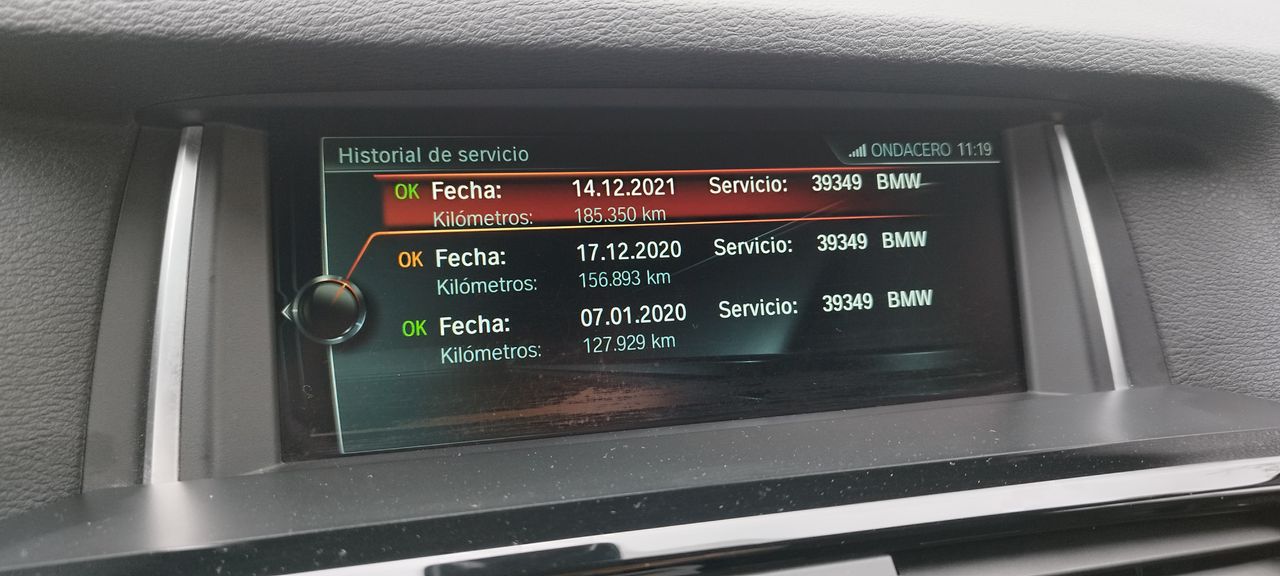 Historial de servicio ONDACERO 11:19
OK Fecha: 14.12.2021 Servicio: 39349 BMW
Kilómetros: 185.350 km
OK Fecha: 17.12.2020 Servicio: 39349 BMW
Kilómetros: 156.893 km
OK Fecha: 07.01.2020 Servicio: 39349 BMW
Kilómetros: 127.929 km